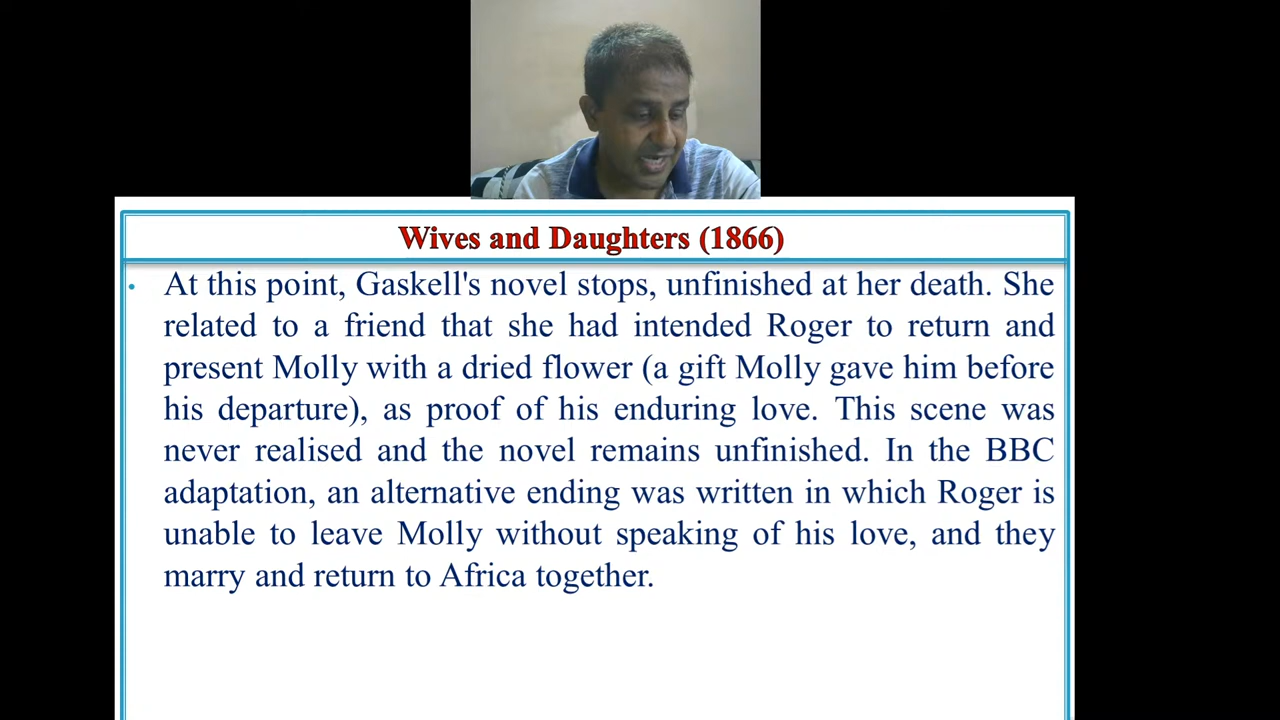 Wives and Daughters (1866)
• At this point, Gaskell's novel stops, unfinished at her death. She
related to a friend that she had intended Roger to return and
present Molly with a dried flower (a gift Molly gave him before
his departure), as proof of his enduring love. This scene was
never realised and the novel remains unfinished. In the BBC
adaptation, an alternative ending was written in which Roger is
unable to leave Molly without speaking of his love, and they
marry and return to Africa together.